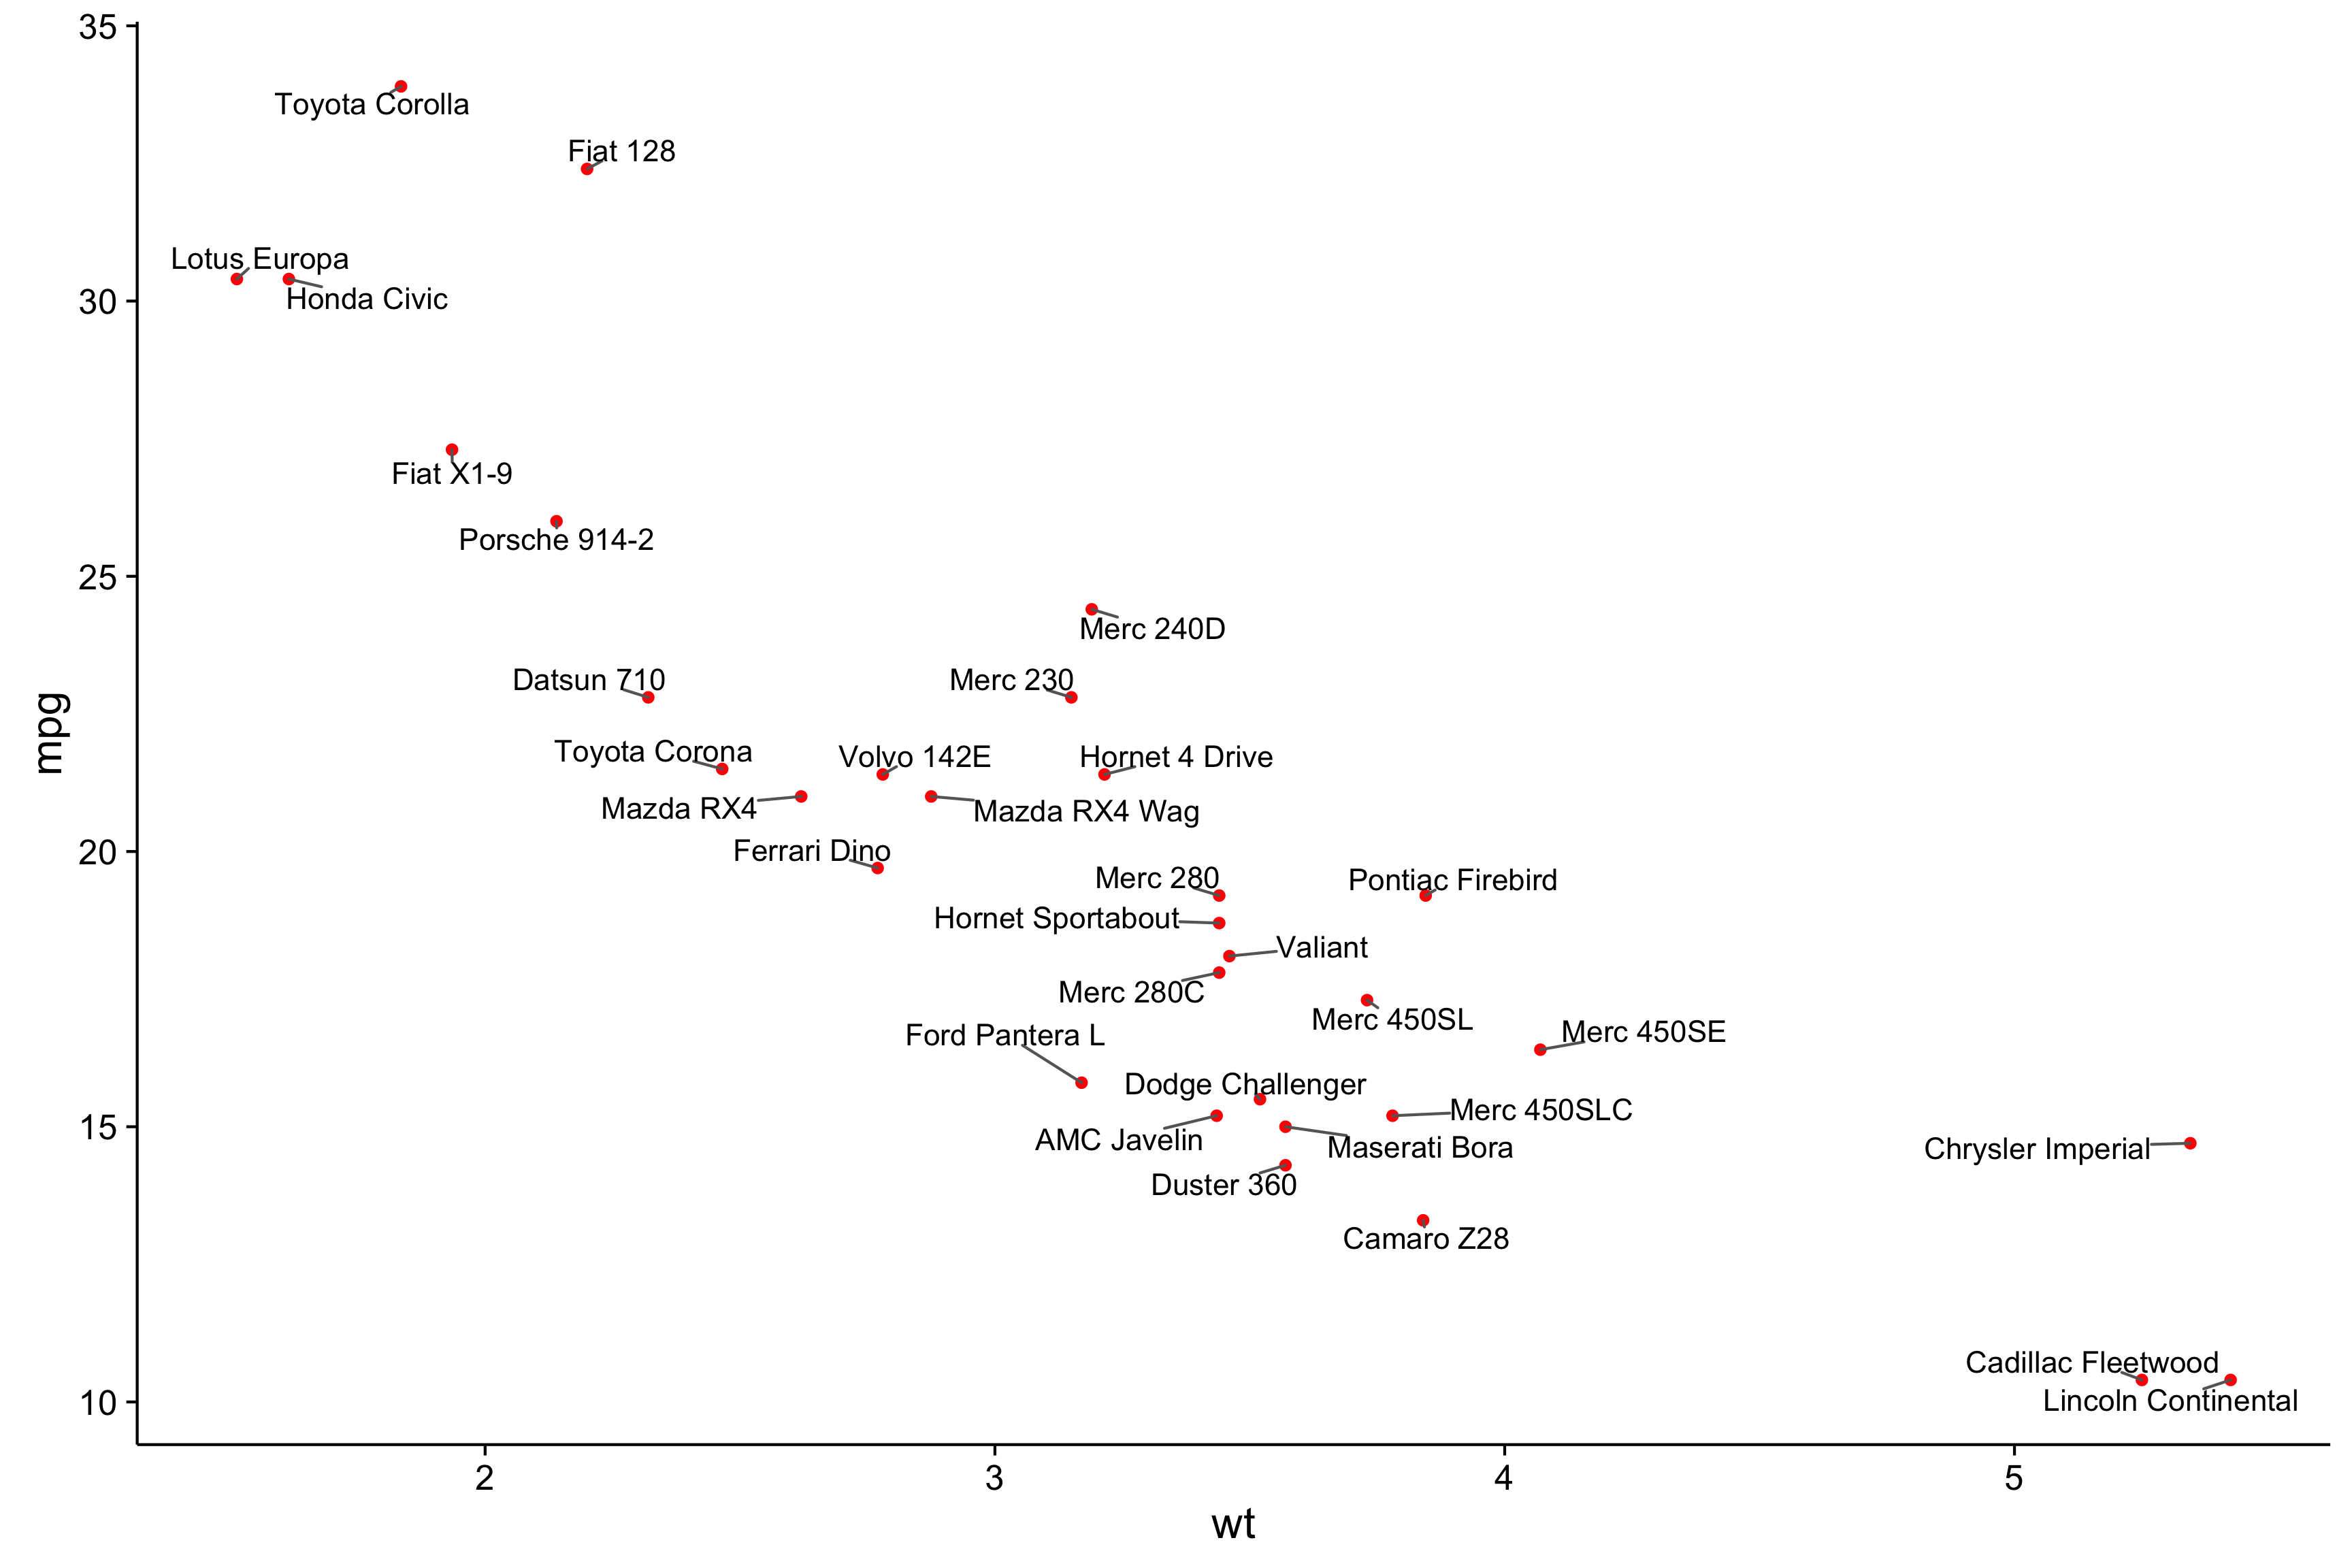 35
Toyota Corolla
Fiat 128
Lotus Europa
30
Honda Civic
Fiat X1-9
Porsche 914-2
25
Merc 240D
Datsun 710
Merc 230
mpg
Toyota Corona
Volvo 142E
Hornet 4 Drive
Mazda RX4
Mazda RX4 Wag
20
Ferrari Dino
Merc 280
Pontiac Firebird
Hornet Sportabout
Valiant
Merc 280C
Merc 450SL
Ford Pantera L
Merc 450SE
Dodge Challenger
15
Merc 450SLC
AMC Javelin
Maserati Bora
Chrysler Imperial
Duster 360
Camaro Z28
Cadillac Fleetwood
10
Lincoln Continental
2 3 4 5
wt